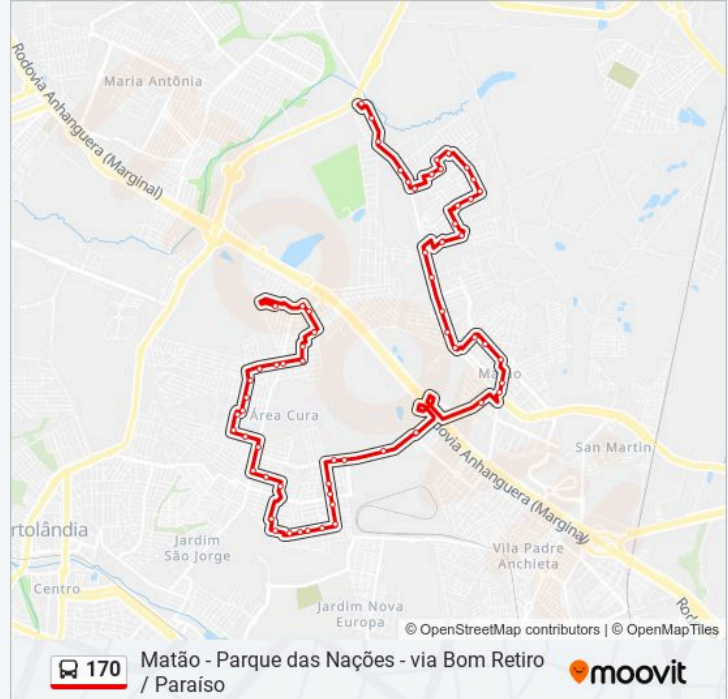 Maria Antônia
Rodovia Anhanguera (Marginal)
Área Cura
San Martin
Rodovia Anhanguera (Marginal)
rtolândia
Jardim
São Jorge
Vila Padre
Anchieta
Centro
Jardim Nova
Europa
© OpenStreetMap contributors | © OpenMapTiles
170
Matão - Parque das Nações - via Bom Retiro
/ Paraíso
moovit